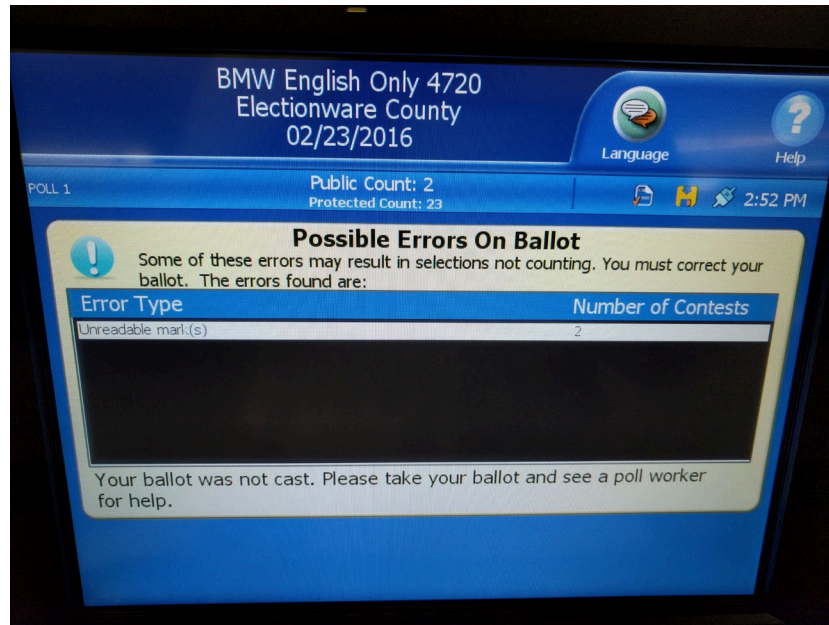 BMW English Only 4720
Electionware County
02/23/2016
Language
Help
POLL 1
Public Count: 2
Protected Count: 23
2:52 PM
Possible Errors On Ballot
Some of these errors may result in selections not counting. You must correct your
ballot. The errors found are:
Error Type Number of Contests
Unreadable mark(s) 2
Your ballot was not cast. Please take your ballot and see a poll worker
for help.